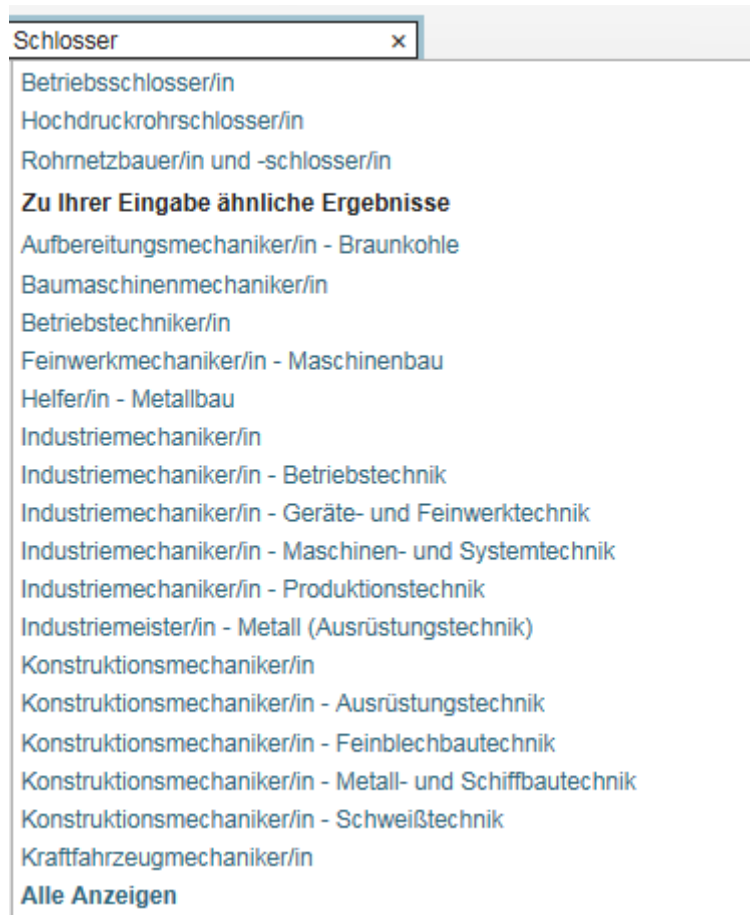 Schlosser ×
Betriebsschlosser/in
Hochdruckrohrschlosser/in
Rohrnetzbauer/in und -schlosser/in
Zu Ihrer Eingabe ähnliche Ergebnisse
Aufbereitungsmechaniker/in - Braunkohle
Baumaschinenmechaniker/in
Betriebstechniker/in
Feinwerkmechaniker/in - Maschinenbau
Helfer/in - Metallbau
Industriemechaniker/in
Industriemechaniker/in - Betriebstechnik
Industriemechaniker/in - Geräte- und Feinwerktechnik
Industriemechaniker/in - Maschinen- und Systemtechnik
Industriemechaniker/in - Produktionstechnik
Industriemeister/in - Metall (Ausrüstungstechnik)
Konstruktionsmechaniker/in
Konstruktionsmechaniker/in - Ausrüstungstechnik
Konstruktionsmechaniker/in - Feinblechbautechnik
Konstruktionsmechaniker/in - Metall- und Schiffbautechnik
Konstruktionsmechaniker/in - Schweißtechnik
Kraftfahrzeugmechaniker/in
Alle Anzeigen